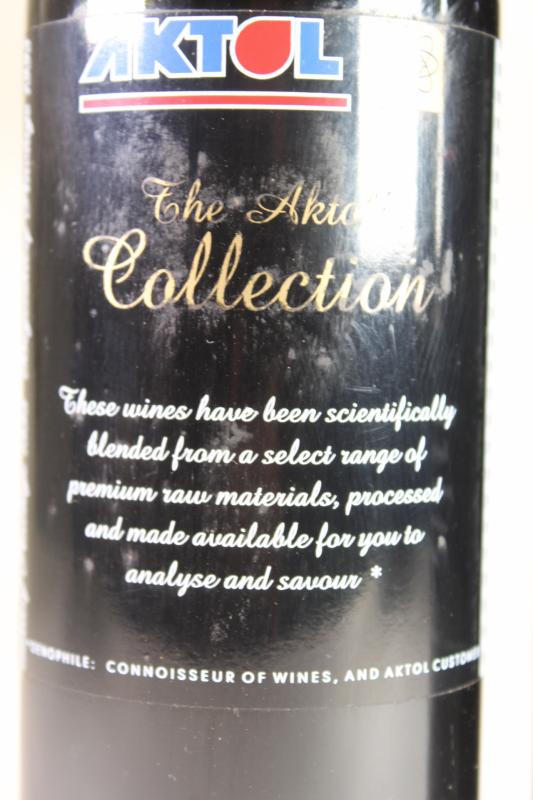 AKTOL
The Aktol
Collection
These wines have been scientifically
blended from a select range of
premium raw materials, processed
and made available for you to
analyse and savour *
OENOPHILE: CONNOISSEUR OF WINES, AND AKTOL CUSTOMER